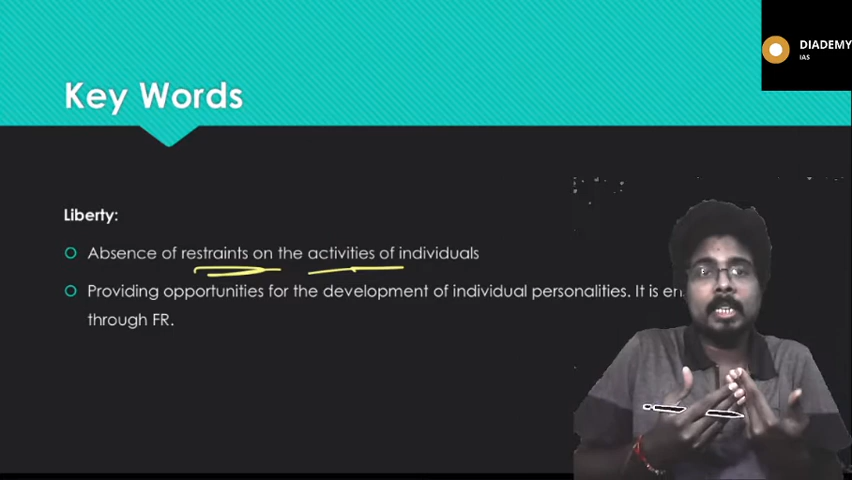 DIADEMY
IAS
Key Words
Liberty:
Absence of restraints on the activities of individuals
Providing opportunities for the development of individual personalities. It is
through FR.